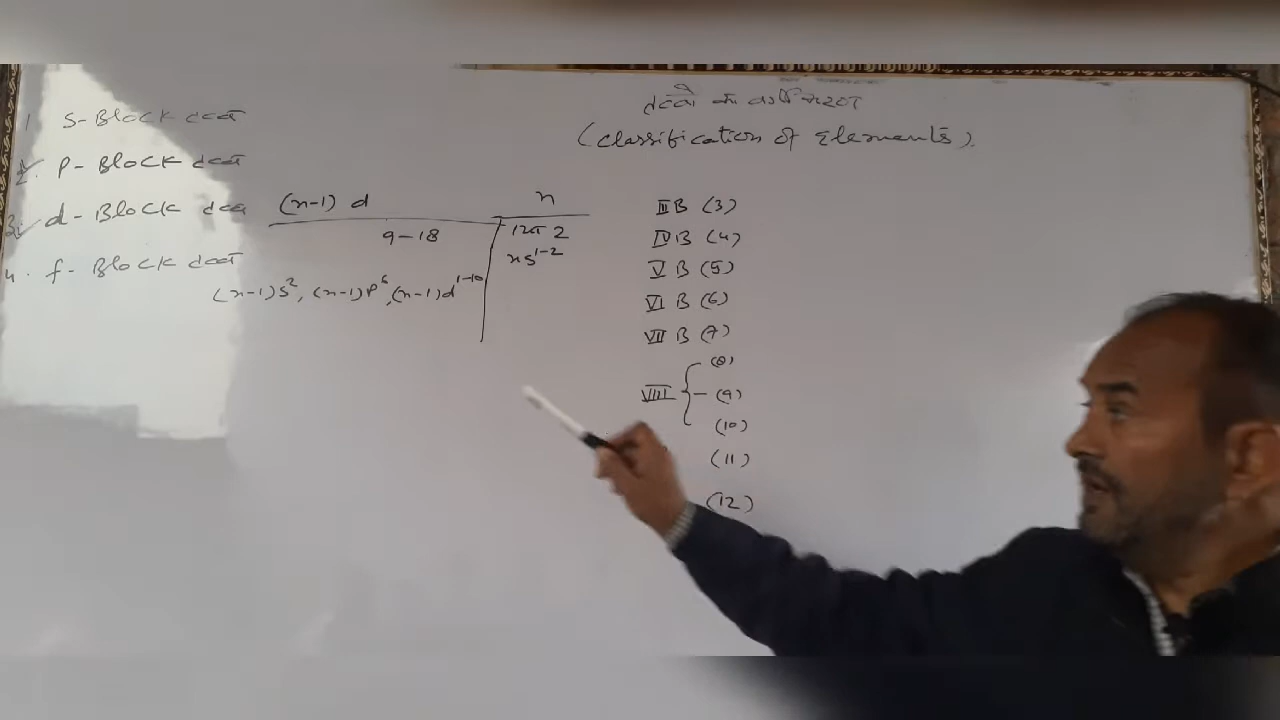 तत्वों का वर्गीकरण
(Classification of Elements).
1 S-Block तत्व
2. P-Block तत्व
3. d-Block तत्व
4. f-Block तत्व
(n-1) d
n
9-18
1 या 2
ns¹⁻²
(n-1)S², (n-1)P⁶, (n-1)d¹⁻¹⁰
III B (3)
IV B (4)
V B (5)
VI B (6)
VII B (7)
VIII { (8)
(9)
(10)
(11)
(12)